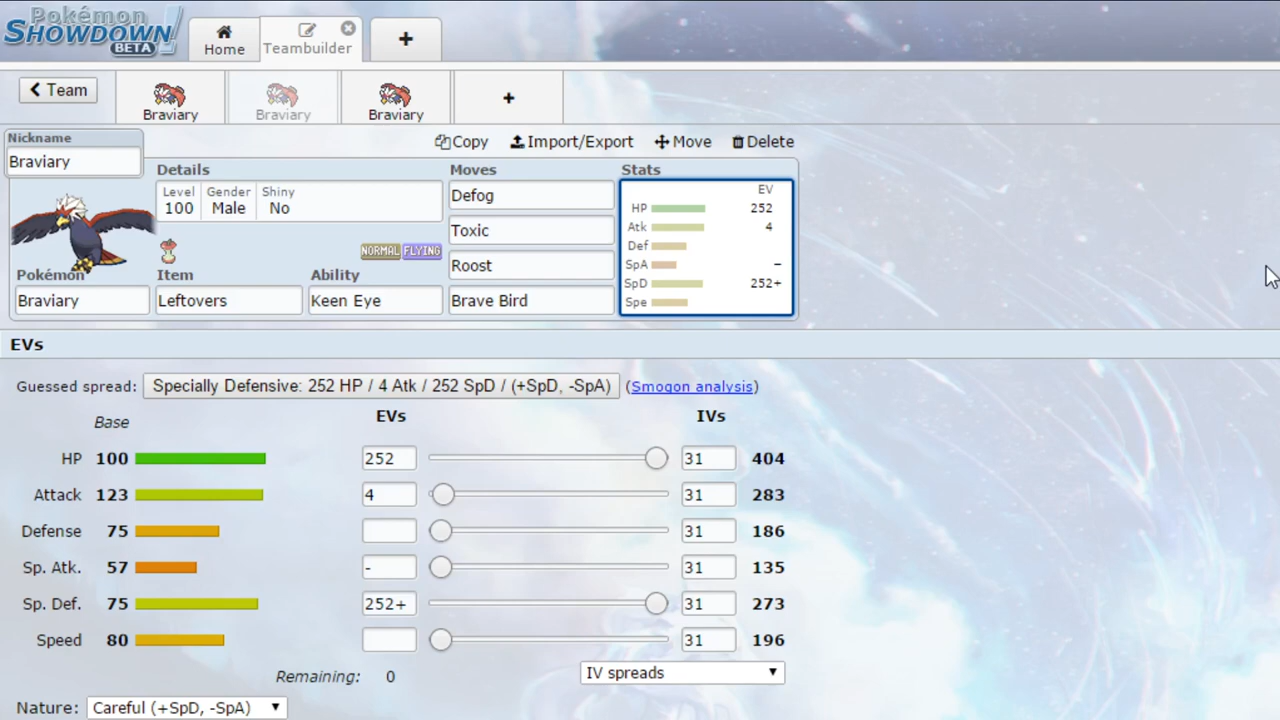 Pokémon
SHOWDOWN!
BETA
Home
Teambuilder
+
Team
Braviary
Braviary
Braviary
+
Nickname
Braviary
Copy
Import/Export
Move
Delete
Details
Moves
Stats
Level
100
Gender
Male
Shiny
No
Defog
EV
HP 252
Atk 4
Def
SpA –
SpD 252+
Spe
Toxic
NORMAL FLYING
Roost
Pokémon
Item
Ability
Braviary
Leftovers
Keen Eye
Brave Bird
EVs
Guessed spread: Specially Defensive: 252 HP / 4 Atk / 252 SpD / (+SpD, -SpA) (Smogon analysis)
Base EVs IVs
HP 100 252 31 404
Attack 123 4 31 283
Defense 75 31 186
Sp. Atk. 57 - 31 135
Sp. Def. 75 252+ 31 273
Speed 80 31 196
Remaining: 0 IV spreads
Nature: Careful (+SpD, -SpA)